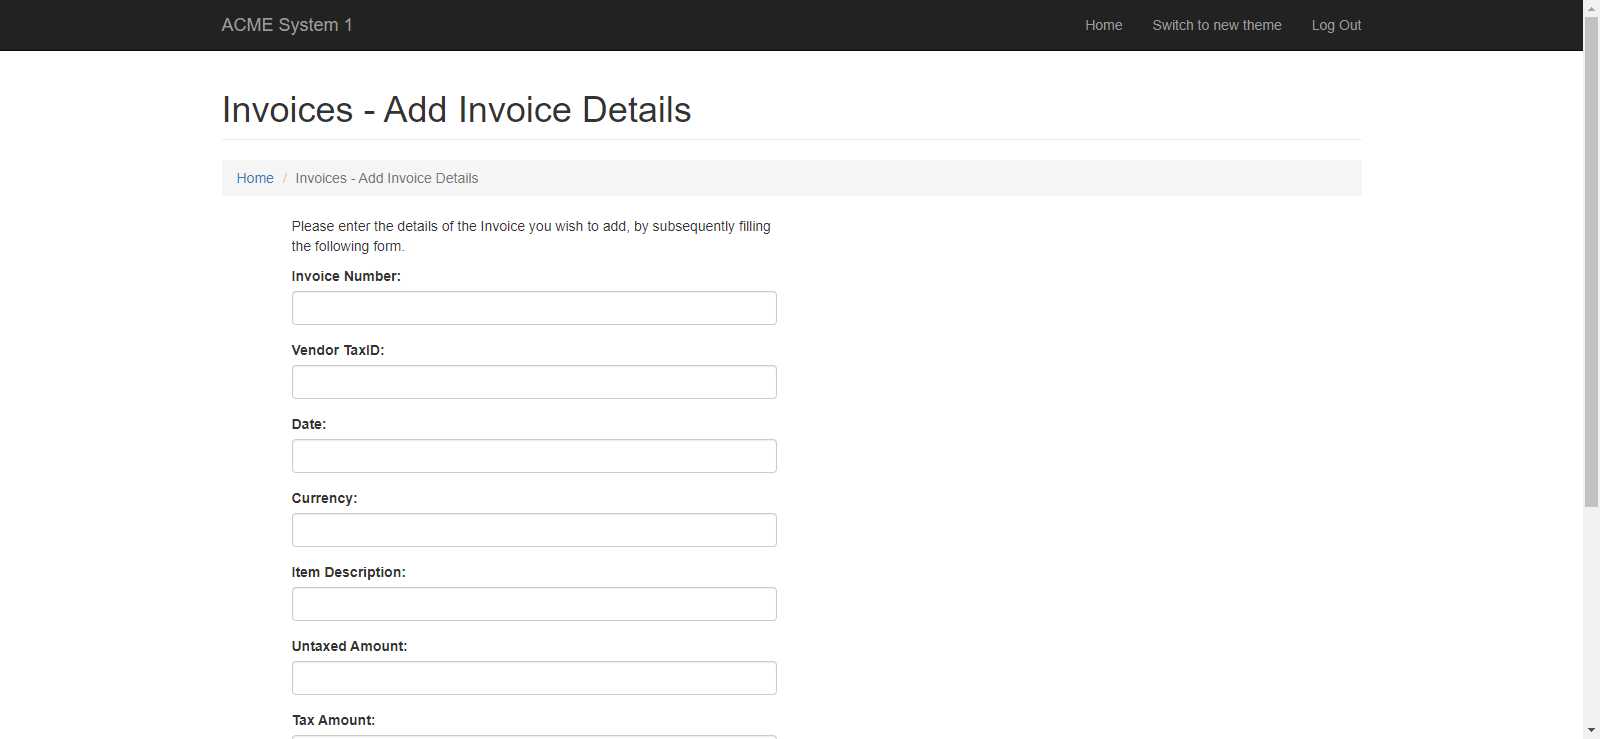 ACME System 1
Home
Switch to new theme
Log Out
Invoices - Add Invoice Details
Home / Invoices - Add Invoice Details
Please enter the details of the Invoice you wish to add, by subsequently filling
the following form.
Invoice Number:
Vendor TaxID:
Date:
Currency:
Item Description:
Untaxed Amount:
Tax Amount: